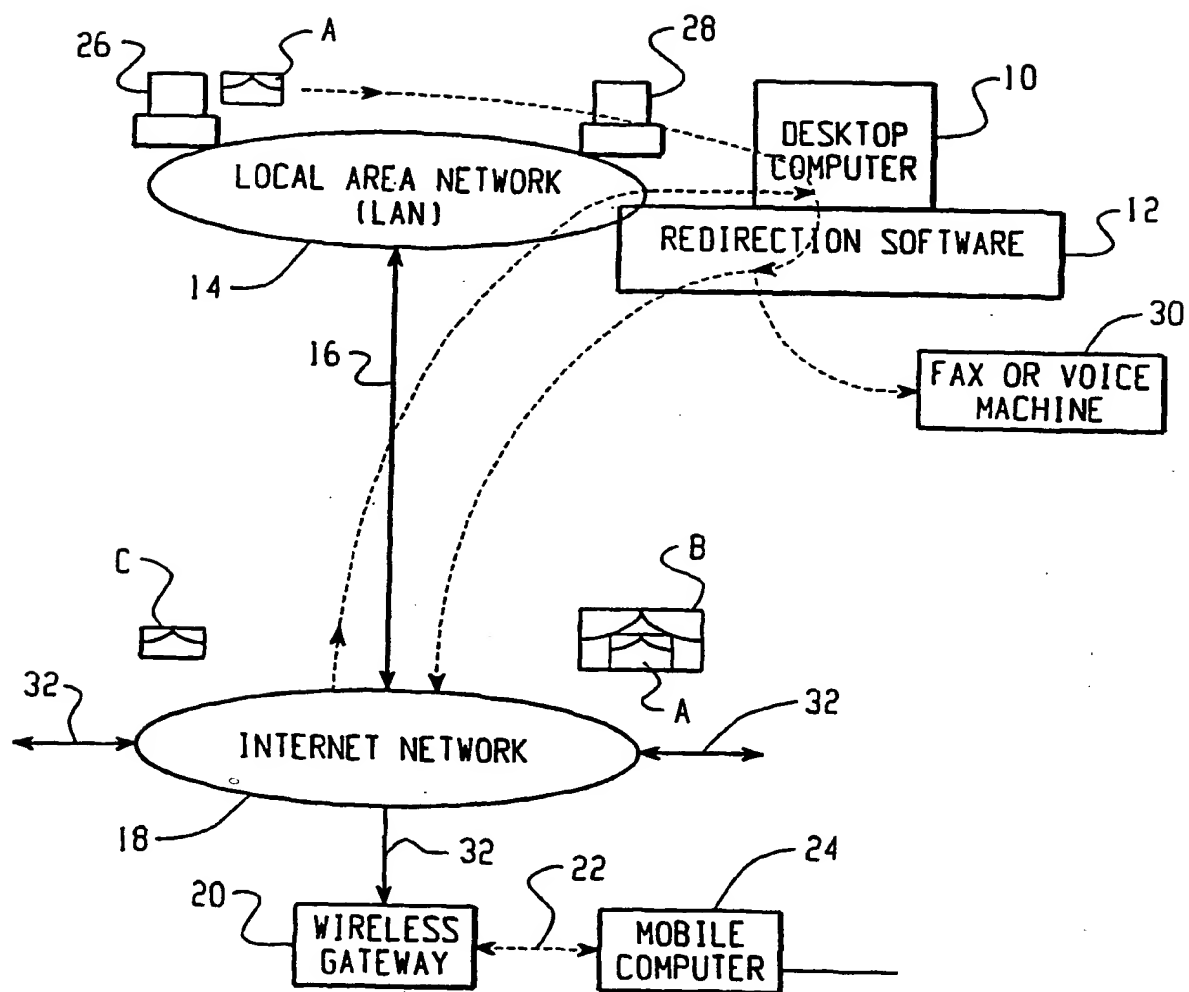 26
A
28
10
DESKTOP
COMPUTER
LOCAL AREA NETWORK
(LAN)
12
REDIRECTION SOFTWARE
14
16
30
FAX OR VOICE
MACHINE
C
B
A
32
32
INTERNET NETWORK
18
32
20
22
24
WIRELESS
GATEWAY
MOBILE
COMPUTER